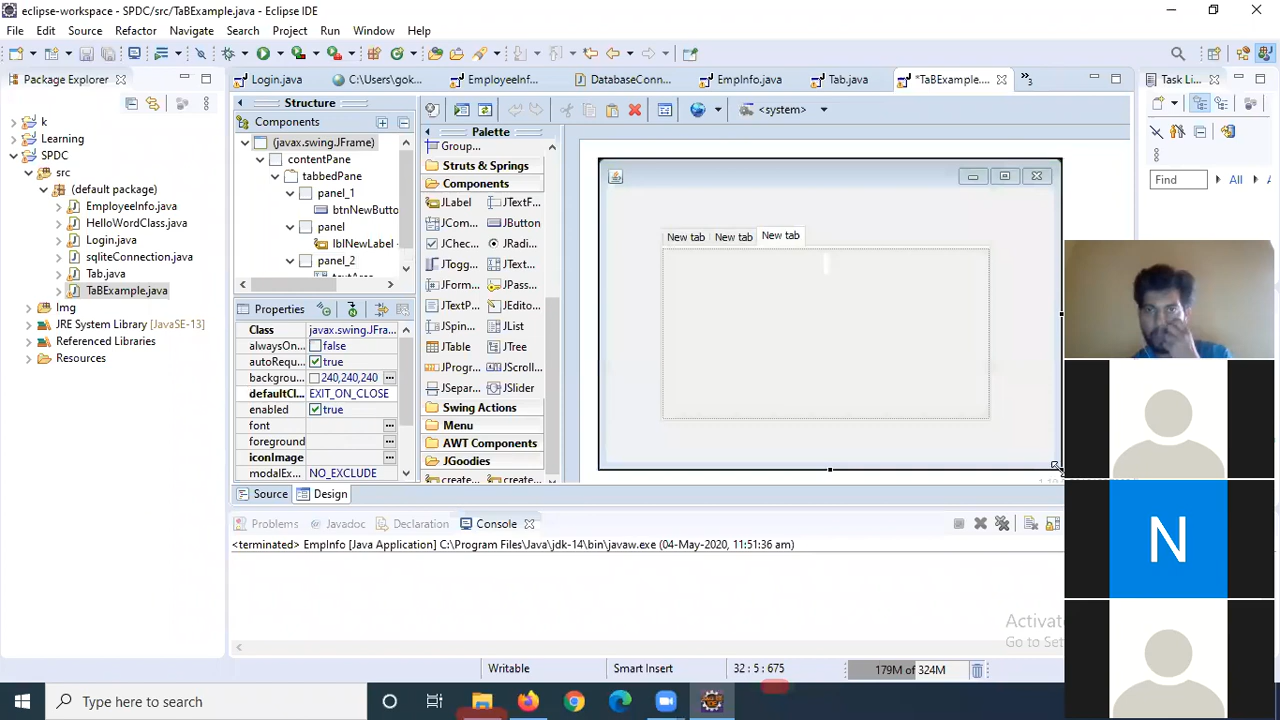 eclipse-workspace - SPDC/src/TaBExample.java - Eclipse IDE
File Edit Source Refactor Navigate Search Project Run Window Help
Package Explorer
Login.java C:\Users\gok... EmployeeInf... DatabaseConn... EmpInfo.java Tab.java *TaBExample.... »3
Task Li...
k
Learning
SPDC
src
(default package)
EmployeeInfo.java
HelloWordClass.java
Login.java
sqliteConnection.java
Tab.java
TaBExample.java
Img
JRE System Library [JavaSE-13]
Referenced Libraries
Resources
Structure
Components
(javax.swing.JFrame)
contentPane
tabbedPane
panel_1
btnNewButto
panel
lblNewLabel -
panel_2
textArea
Properties
Class javax.swing.JFra...
alwaysOn... false
autoRequ... true
backgrou... 240,240,240
defaultCl... EXIT_ON_CLOSE
enabled true
font
foreground
iconImage
modalEx... NO_EXCLUDE
Palette
Group...
Struts & Springs
Components
JLabel JTextF...
JCom... JButton
JChec... JRadi...
JTogg... JText...
JForm... JPass...
JTextP... JEdito...
JSpin... JList
JTable JTree
JProgr... JScroll...
JSepar... JSlider
Swing Actions
Menu
AWT Components
JGoodies
create... create...
<system>
New tab New tab New tab
Find All A
Source Design
Problems Javadoc Declaration Console
<terminated> EmpInfo [Java Application] C:\Program Files\Java\jdk-14\bin\javaw.exe (04-May-2020, 11:51:36 am)
N
Activat
Go to Set
Writable Smart Insert 32 : 5 : 675 179M of 324M
Type here to search